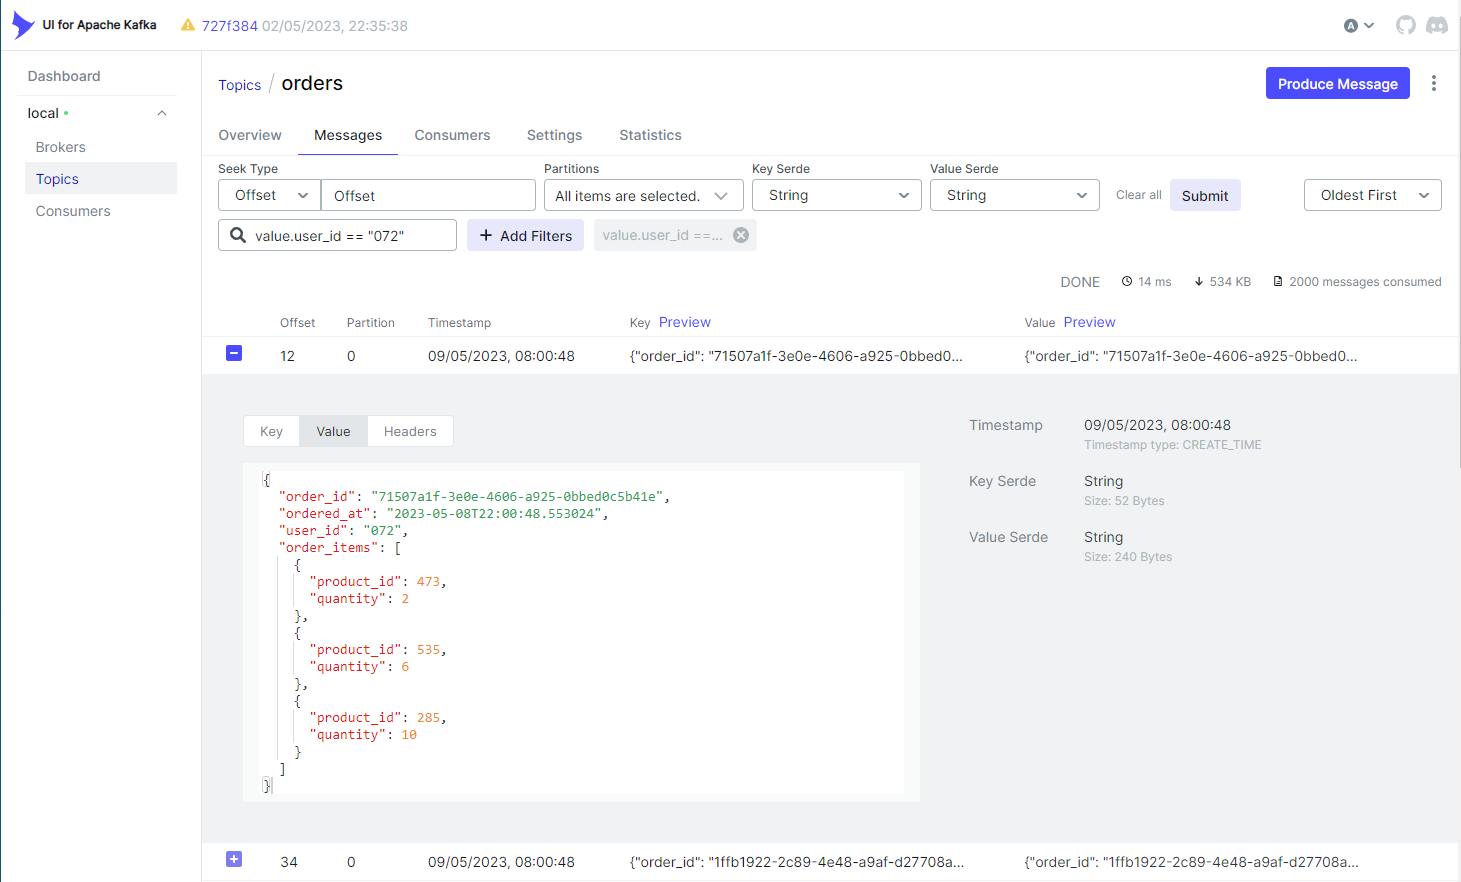 UI for Apache Kafka 727f384 02/05/2023, 22:35:38 A
Dashboard
local
Brokers
Topics
Consumers
Topics / orders Produce Message
Overview Messages Consumers Settings Statistics
Seek Type Partitions Key Serde Value Serde
Offset Offset All items are selected. String String Clear all Submit Oldest First
value.user_id == "072" + Add Filters value.user_id ==...
DONE 14 ms 534 KB 2000 messages consumed
Offset Partition Timestamp Key Preview Value Preview
12 0 09/05/2023, 08:00:48 {"order_id": "71507a1f-3e0e-4606-a925-0bbed0... {"order_id": "71507a1f-3e0e-4606-a925-0bbed0...
Key Value Headers
{
"order_id": "71507a1f-3e0e-4606-a925-0bbed0c5b41e",
"ordered_at": "2023-05-08T22:00:48.553024",
"user_id": "072",
"order_items": [
{
"product_id": 473,
"quantity": 2
},
{
"product_id": 535,
"quantity": 6
},
{
"product_id": 285,
"quantity": 10
}
]
}
Timestamp 09/05/2023, 08:00:48
Timestamp type: CREATE_TIME
Key Serde String
Size: 52 Bytes
Value Serde String
Size: 240 Bytes
34 0 09/05/2023, 08:00:48 {"order_id": "1ffb1922-2c89-4e48-a9af-d27708a... {"order_id": "1ffb1922-2c89-4e48-a9af-d27708a...